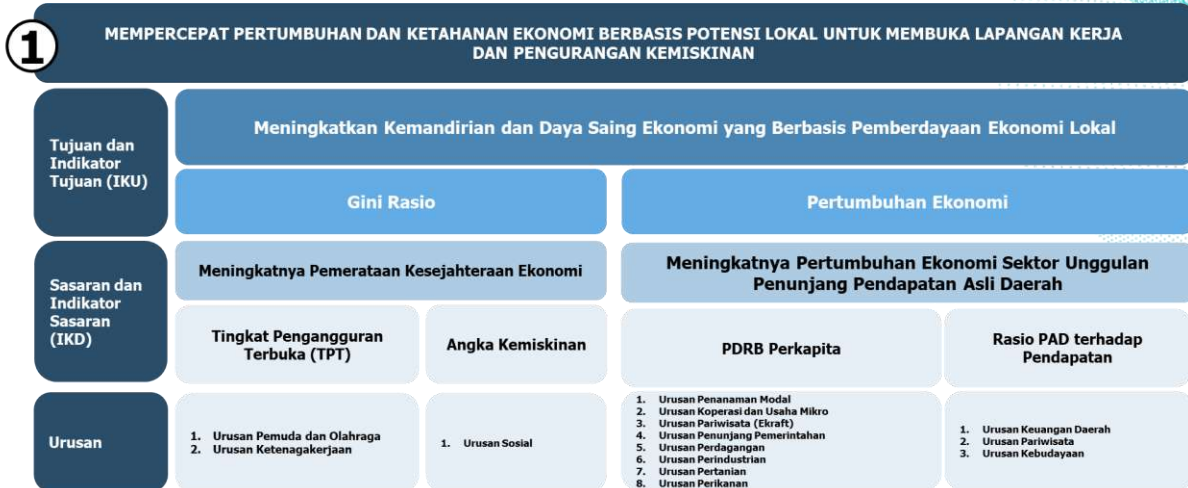 1
MEMPERCEPAT PERTUMBUHAN DAN KETAHANAN EKONOMI BERBASIS POTENSI LOKAL UNTUK MEMBUKA LAPANGAN KERJA
DAN PENGURANGAN KEMISKINAN
Tujuan dan
Indikator
Tujuan (IKU)
Meningkatkan Kemandirian dan Daya Saing Ekonomi yang Berbasis Pemberdayaan Ekonomi Lokal
Gini Rasio
Pertumbuhan Ekonomi
Sasaran dan
Indikator
Sasaran
(IKD)
Meningkatnya Pemerataan Kesejahteraan Ekonomi
Meningkatnya Pertumbuhan Ekonomi Sektor Unggulan
Penunjang Pendapatan Asli Daerah
Tingkat Pengangguran
Terbuka (TPT)
Angka Kemiskinan
PDRB Perkapita
Rasio PAD terhadap
Pendapatan
Urusan
1. Urusan Pemuda dan Olahraga
2. Urusan Ketenagakerjaan
1. Urusan Sosial
1. Urusan Penanaman Modal
2. Urusan Koperasi dan Usaha Mikro
3. Urusan Pariwisata (Ekraft)
4. Urusan Penunjang Pemerintahan
5. Urusan Perdagangan
6. Urusan Perindustrian
7. Urusan Pertanian
8. Urusan Perikanan
1. Urusan Keuangan Daerah
2. Urusan Pariwisata
3. Urusan Kebudayaan